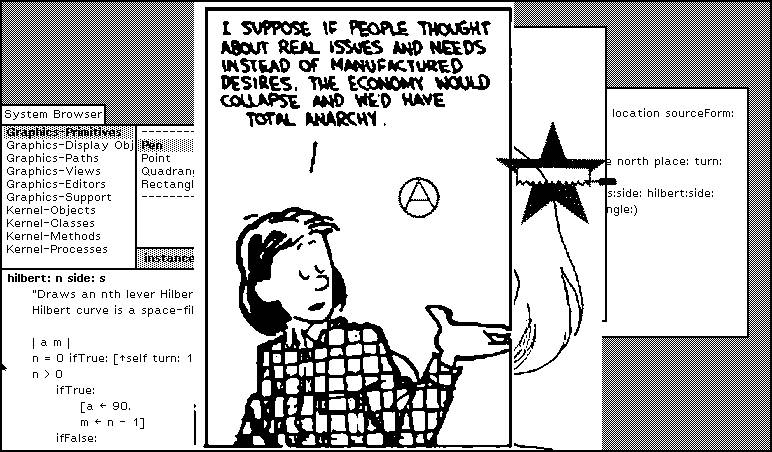 I SUPPOSE IF PEOPLE THOUGHT
ABOUT REAL ISSUES AND NEEDS
INSTEAD OF MANUFACTURED
DESIRES, THE ECONOMY WOULD
COLLAPSE AND WE'D HAVE
TOTAL ANARCHY.
System Browser
Graphics-Primitives
Graphics-Display Obj
Graphics-Paths
Graphics-Views
Graphics-Editors
Graphics-Support
Kernel-Objects
Kernel-Classes
Kernel-Methods
Kernel-Processes
Pen
Point
Quadran
Rectangl
instance
hilbert: n side: s
"Draws an nth lever Hilber
Hilbert curve is a space-fil
| a m |
n = 0 ifTrue: [↑self turn: 1
n > 0
ifTrue:
[a ← 90.
m ← n - 1]
ifFalse:
location sourceForm:
e north place: turn:
s:side: hilbert:side:
ngle:)